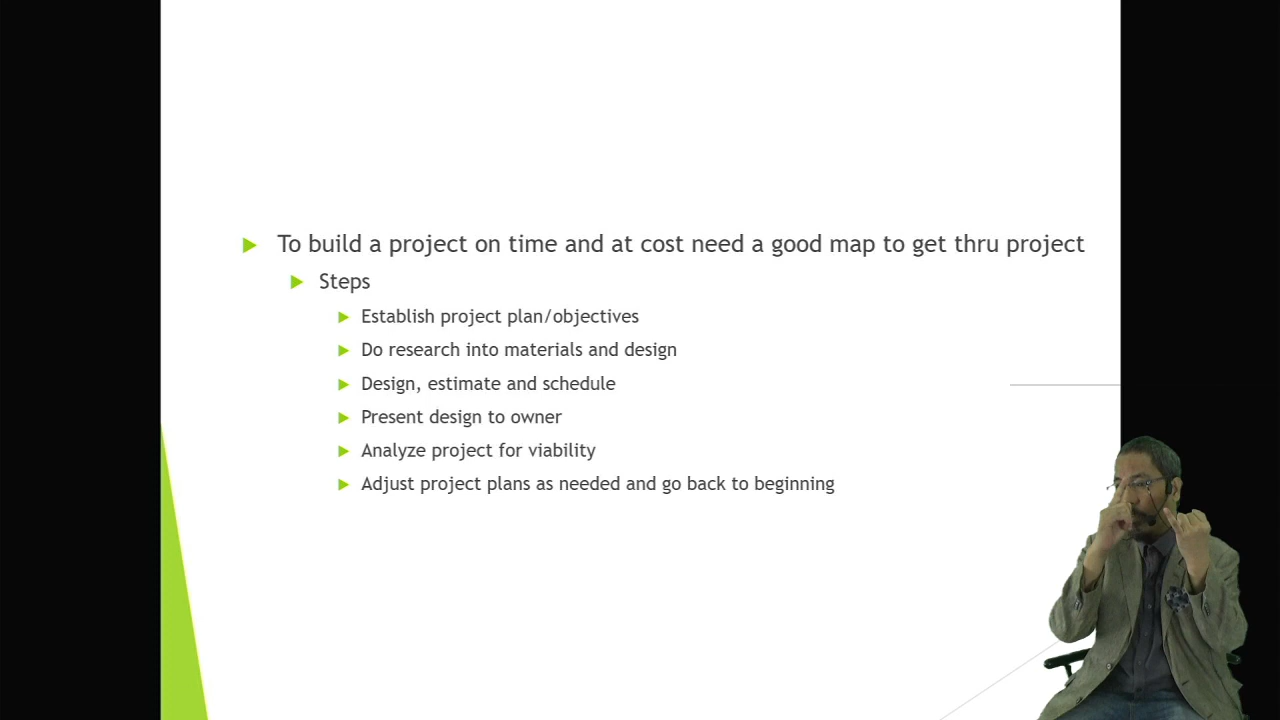 To build a project on time and at cost need a good map to get thru project
Steps
Establish project plan/objectives
Do research into materials and design
Design, estimate and schedule
Present design to owner
Analyze project for viability
Adjust project plans as needed and go back to beginning